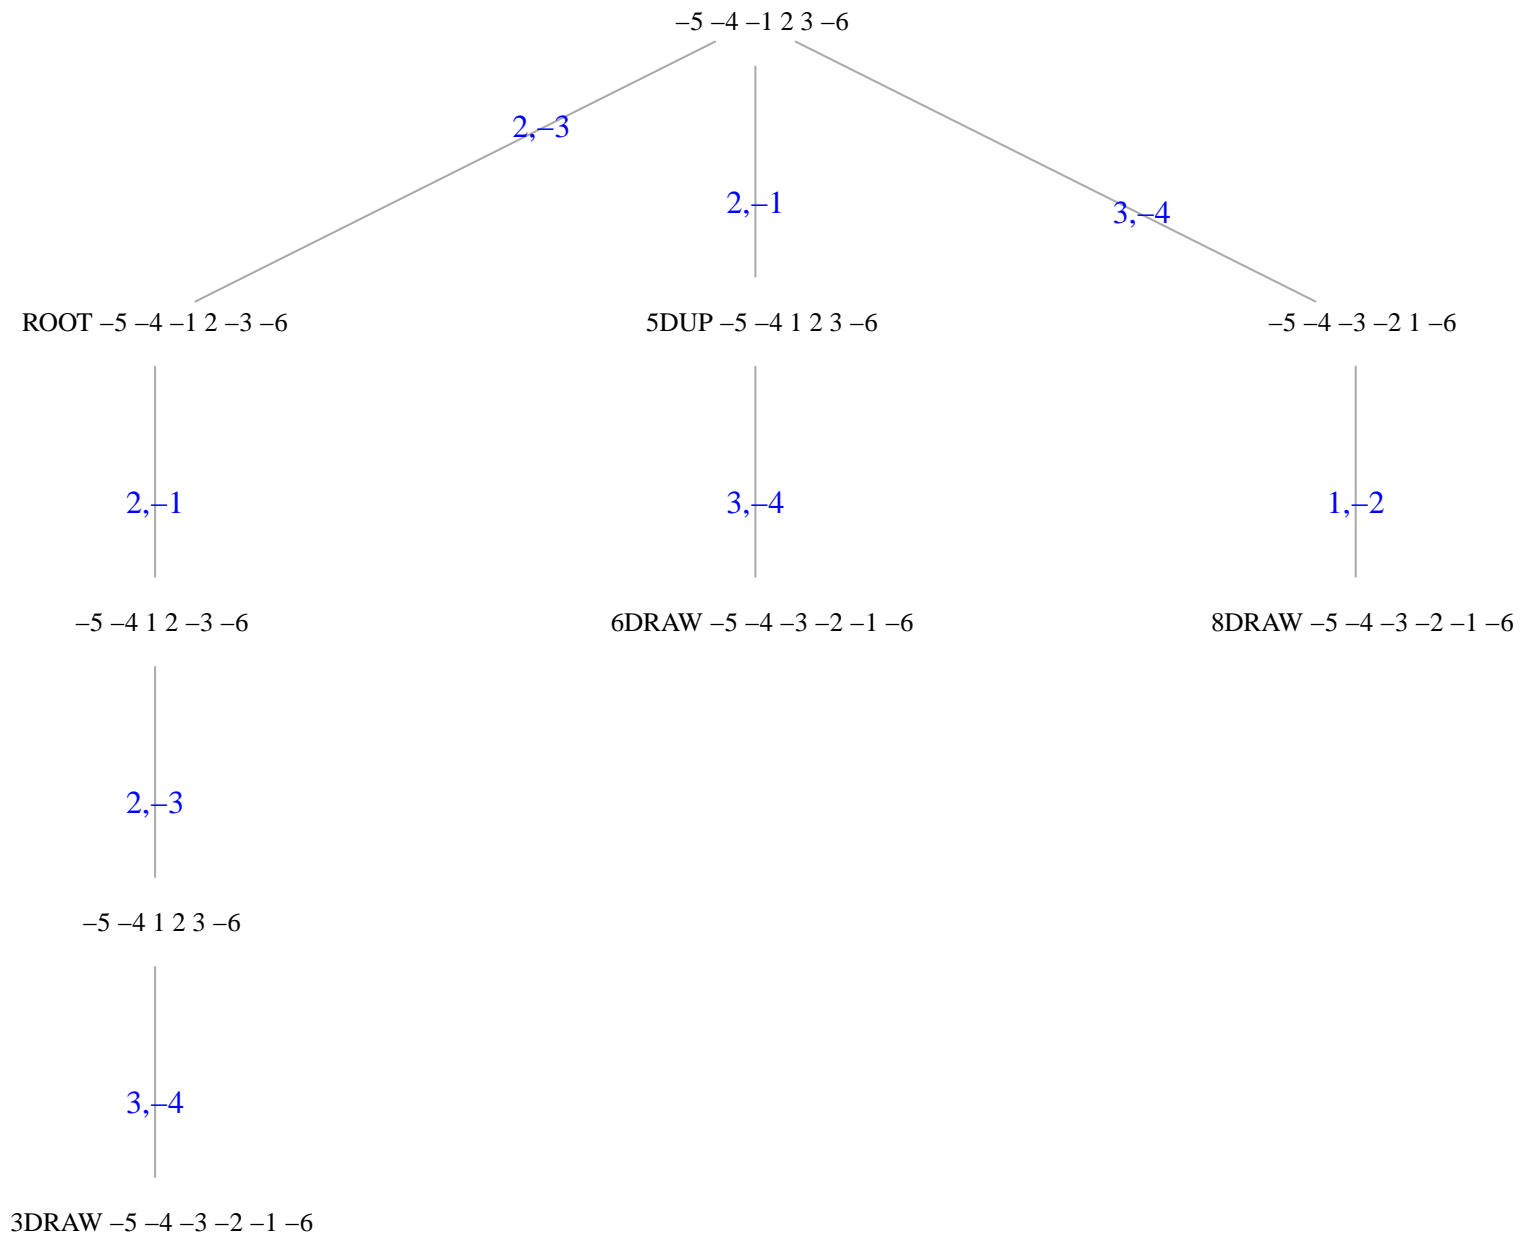 –5 –4 –1 2 3 –6
2,–3
2,–1
3,–4
ROOT –5 –4 –1 2 –3 –6
5DUP –5 –4 1 2 3 –6
–5 –4 –3 –2 1 –6
2,–1
3,–4
1,–2
–5 –4 1 2 –3 –6
6DRAW –5 –4 –3 –2 –1 –6
8DRAW –5 –4 –3 –2 –1 –6
2,–3
–5 –4 1 2 3 –6
3,–4
3DRAW –5 –4 –3 –2 –1 –6